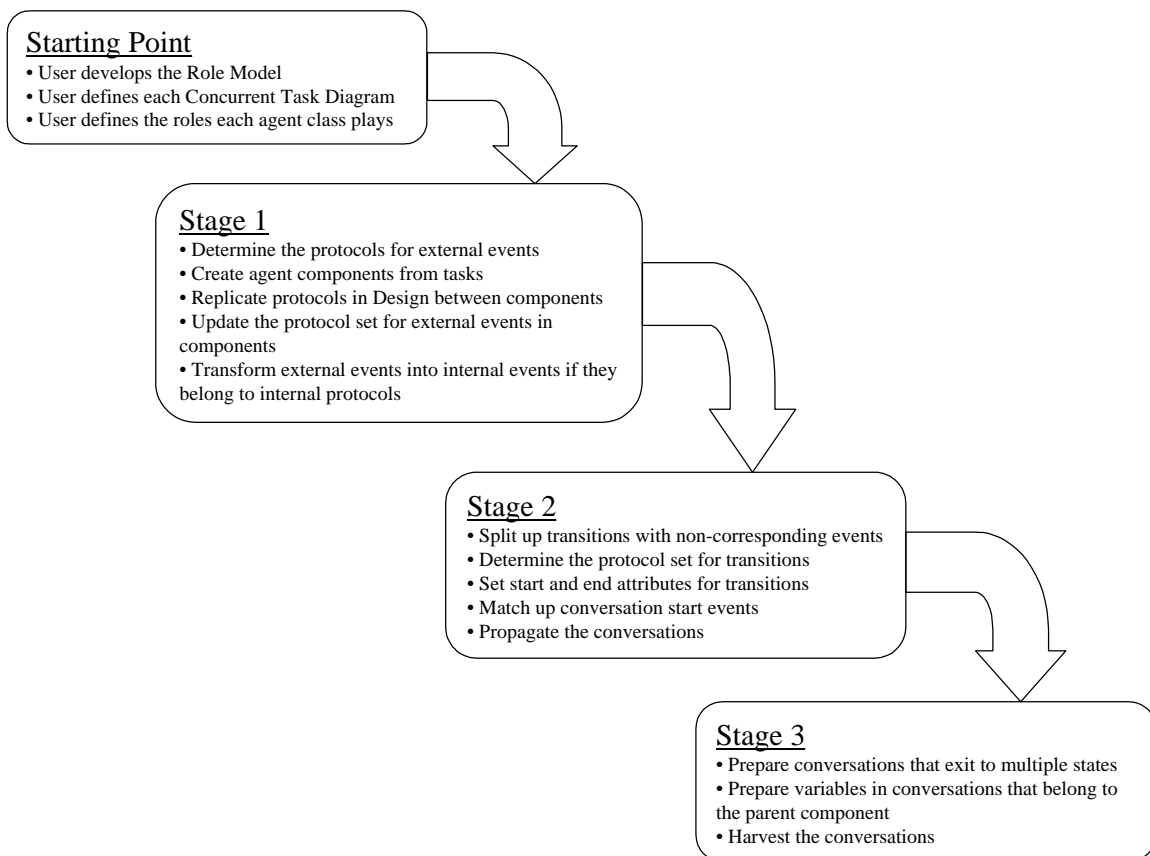 Starting Point
• User develops the Role Model
• User defines each Concurrent Task Diagram
• User defines the roles each agent class plays
Stage 1
• Determine the protocols for external events
• Create agent components from tasks
• Replicate protocols in Design between components
• Update the protocol set for external events in
components
• Transform external events into internal events if they
belong to internal protocols
Stage 2
• Split up transitions with non-corresponding events
• Determine the protocol set for transitions
• Set start and end attributes for transitions
• Match up conversation start events
• Propagate the conversations
Stage 3
• Prepare conversations that exit to multiple states
• Prepare variables in conversations that belong to
the parent component
• Harvest the conversations